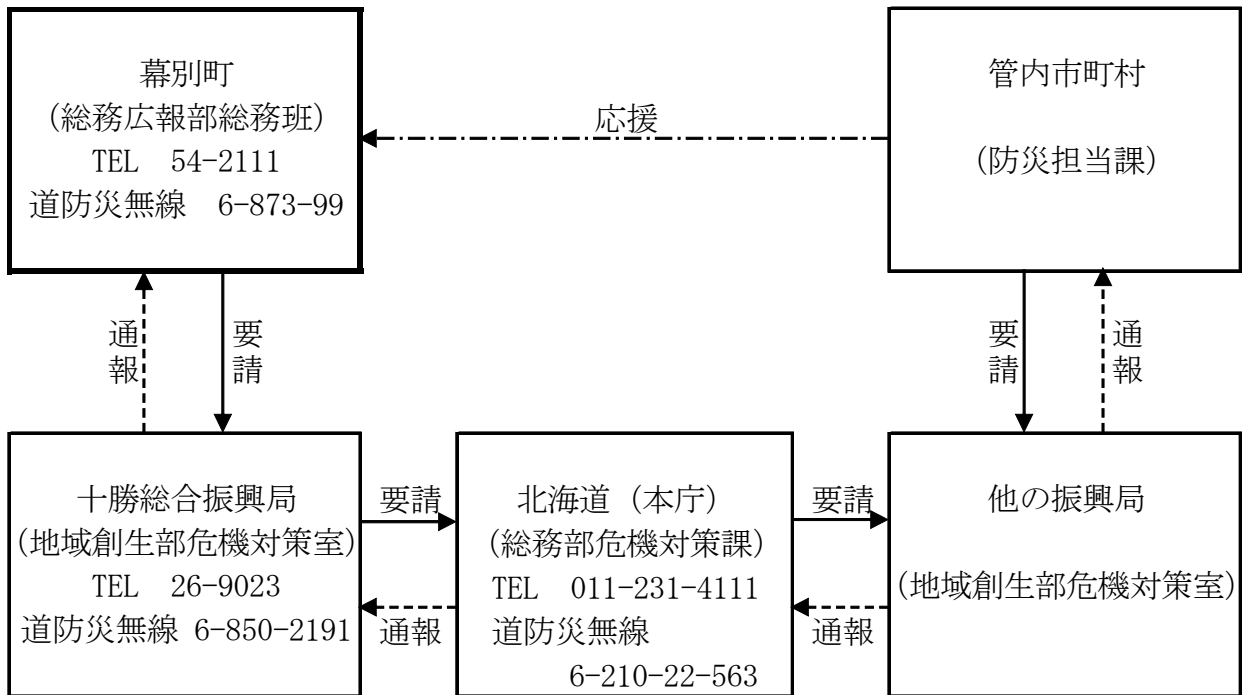 幕別町
(総務広報部総務班)
TEL 54-2111
道防災無線 6-873-99
応援
管内市町村
(防災担当課)
通報
要請
要請
通報
十勝総合振興局
(地域創生部危機対策室)
TEL 26-9023
道防災無線 6-850-2191
要請
通報
北海道(本庁)
(総務部危機対策課)
TEL 011-231-4111
道防災無線
6-210-22-563
要請
通報
他の振興局
(地域創生部危機対策室)